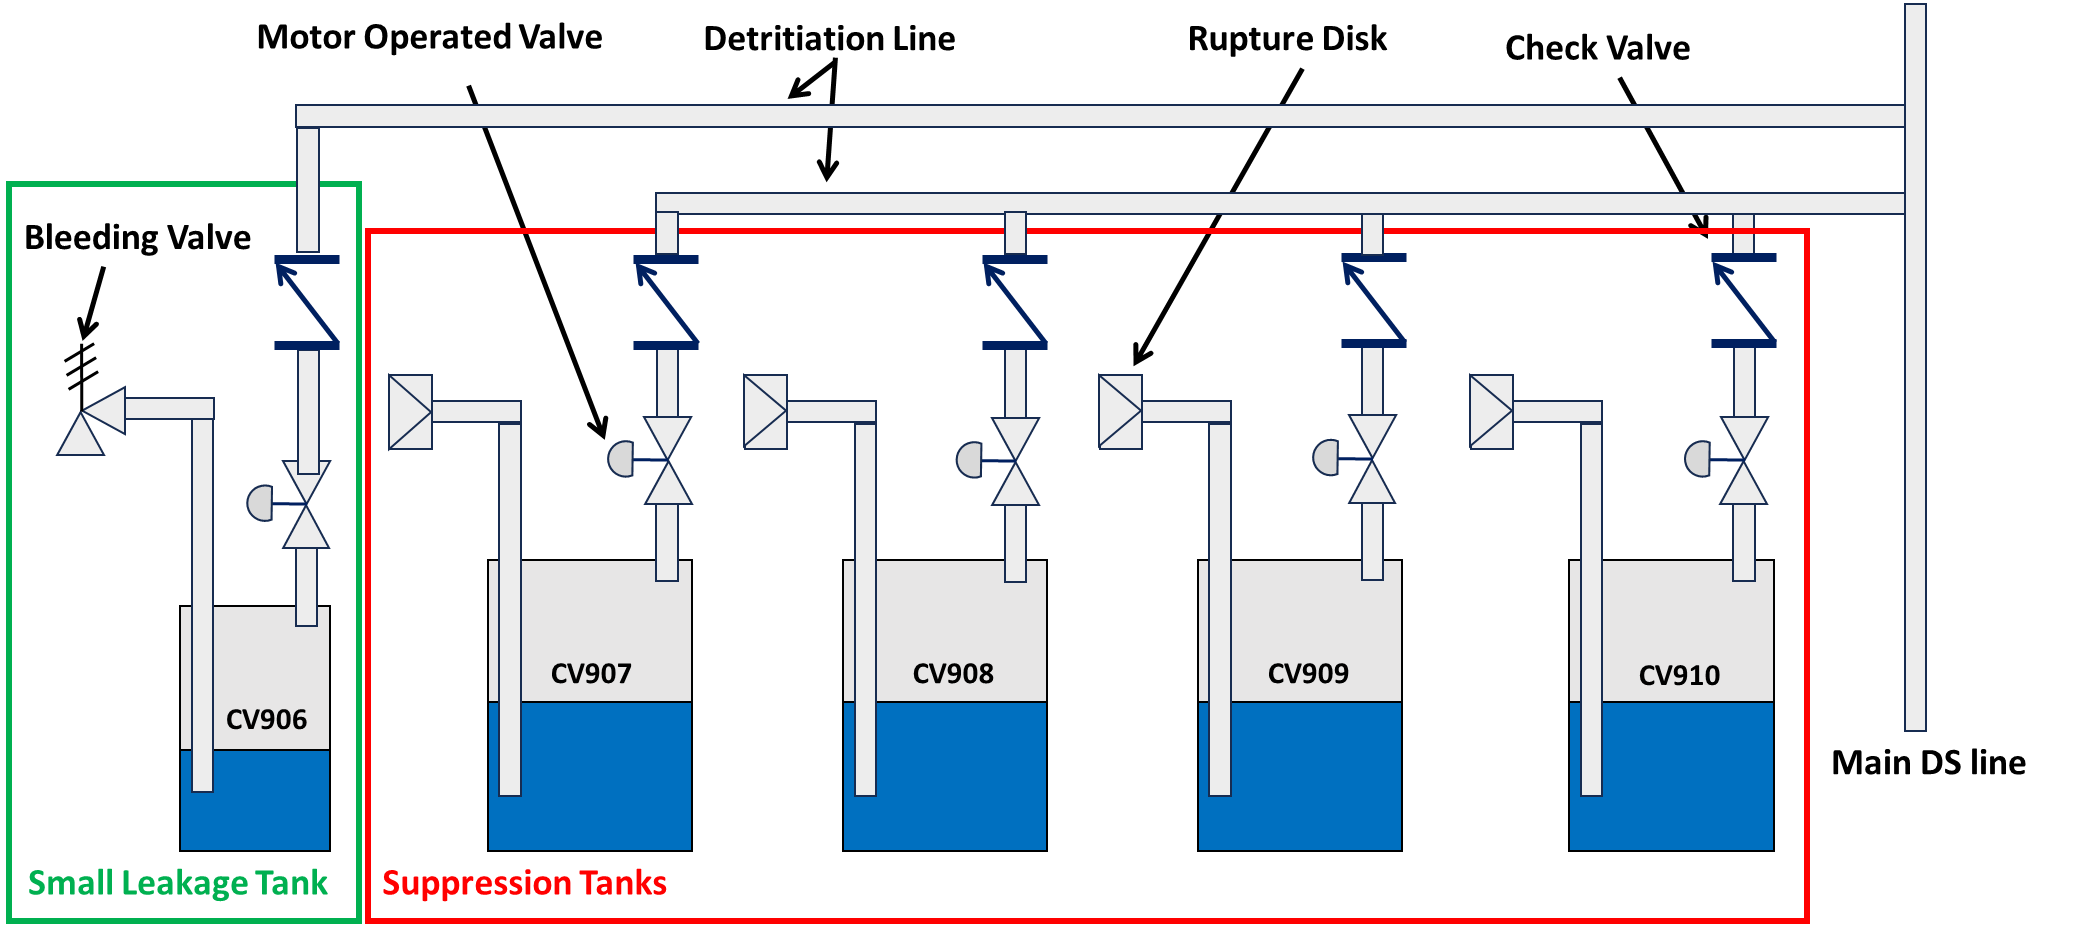 Motor Operated Valve
Detritiation Line
Rupture Disk
Check Valve
Bleeding Valve
CV906
CV907
CV908
CV909
CV910
Main DS line
Small Leakage Tank
Suppression Tanks